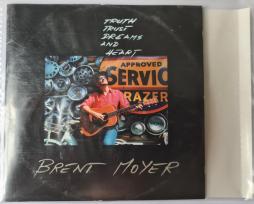 TRUTH
TRUST
DREAMS
AND
HEART
APPROVED
SERVIC
RAZER
BRENT MOYER